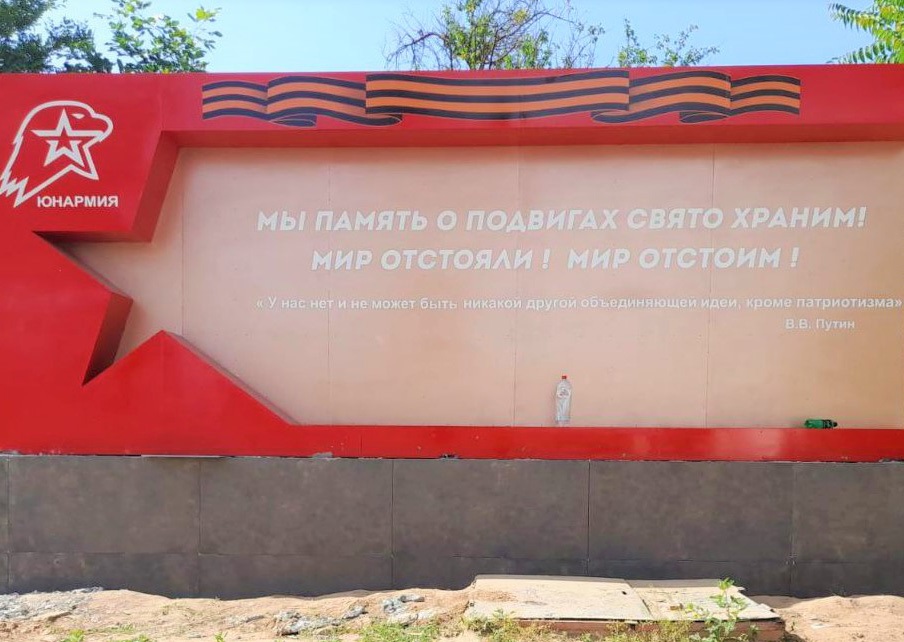 ЮНАРМИЯ
МЫ ПАМЯТЬ О ПОДВИГАХ СВЯТО ХРАНИМ!
МИР ОТСТОЯЛИ ! МИР ОТСТОИМ !
« У нас нет и не может быть никакой другой объединяющей идеи, кроме патриотизма»
В.В. Путин